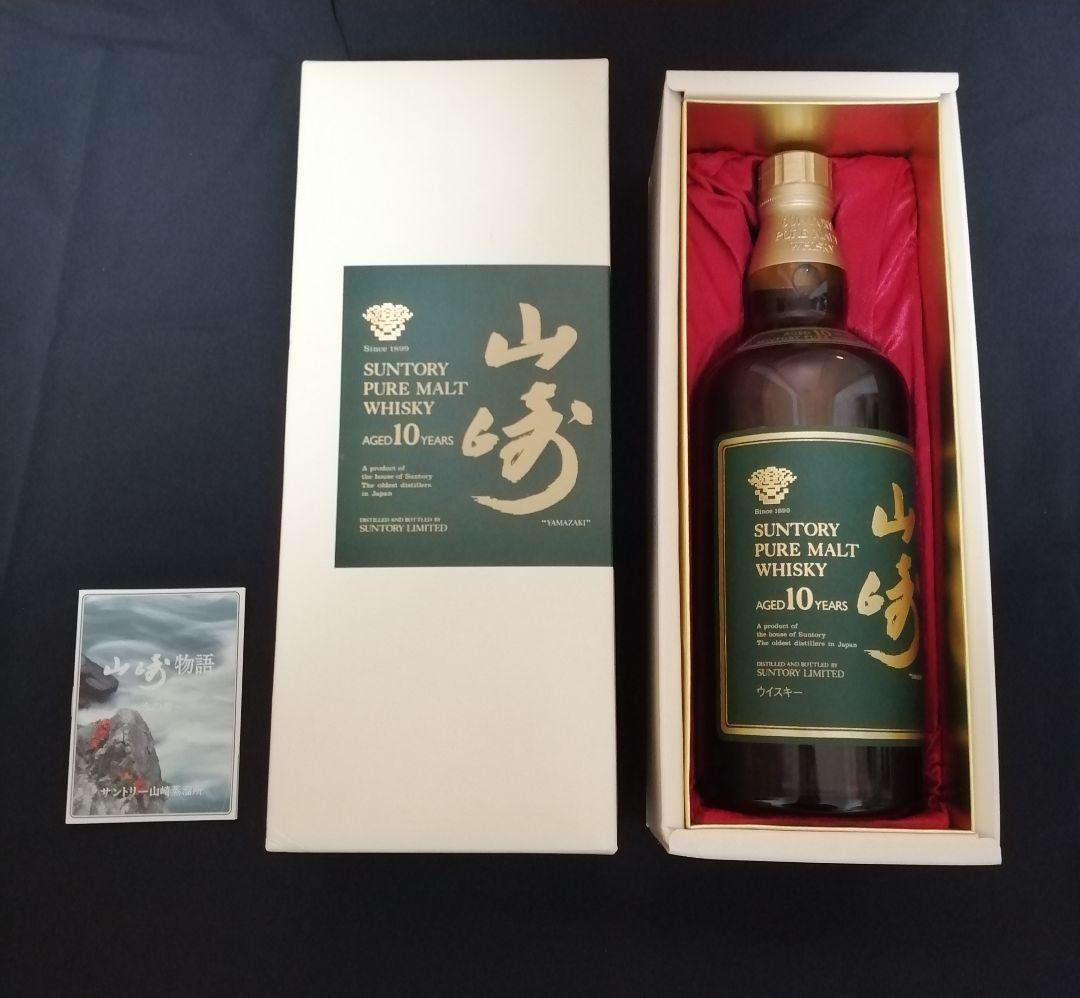 山崎物語
サントリー山崎蒸溜所
Since 1899
SUNTORY
PURE MALT
WHISKY
AGED 10 YEARS
A product of
the house of Suntory
The oldest distillers
in Japan
DISTILLED AND BOTTLED BY
SUNTORY LIMITED
山崎
"YAMAZAKI"
SUNTORY
PURE MALT
WHISKY
Since 1899
SUNTORY
PURE MALT
WHISKY
AGED 10 YEARS
A product of
the house of Suntory
The oldest distillers in Japan
DISTILLED AND BOTTLED BY
SUNTORY LIMITED
ウイスキー
山崎